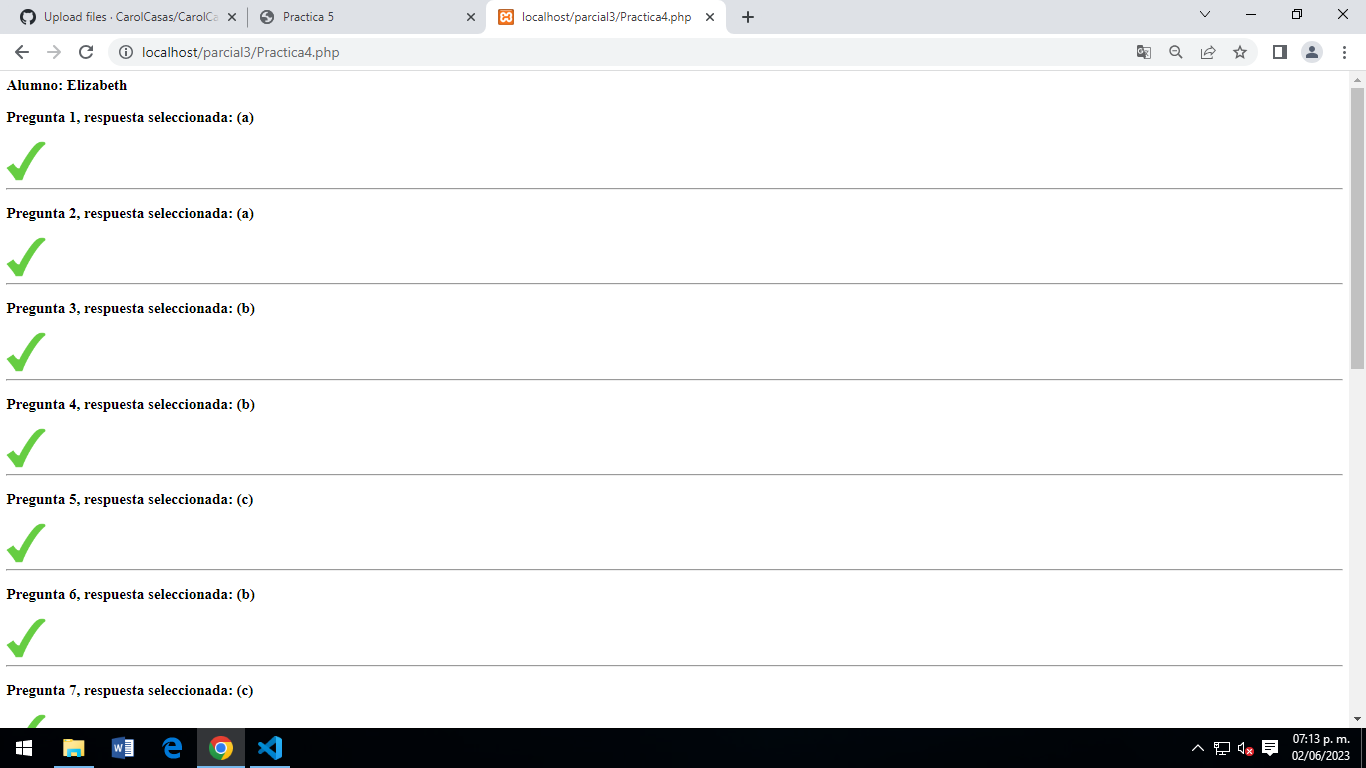 Upload files · CarolCasas/CarolCa
Practica 5
localhost/parcial3/Practica4.php
localhost/parcial3/Practica4.php
Alumno: Elizabeth
Pregunta 1, respuesta seleccionada: (a)
Pregunta 2, respuesta seleccionada: (a)
Pregunta 3, respuesta seleccionada: (b)
Pregunta 4, respuesta seleccionada: (b)
Pregunta 5, respuesta seleccionada: (c)
Pregunta 6, respuesta seleccionada: (b)
Pregunta 7, respuesta seleccionada: (c)
07:13 p. m.
02/06/2023